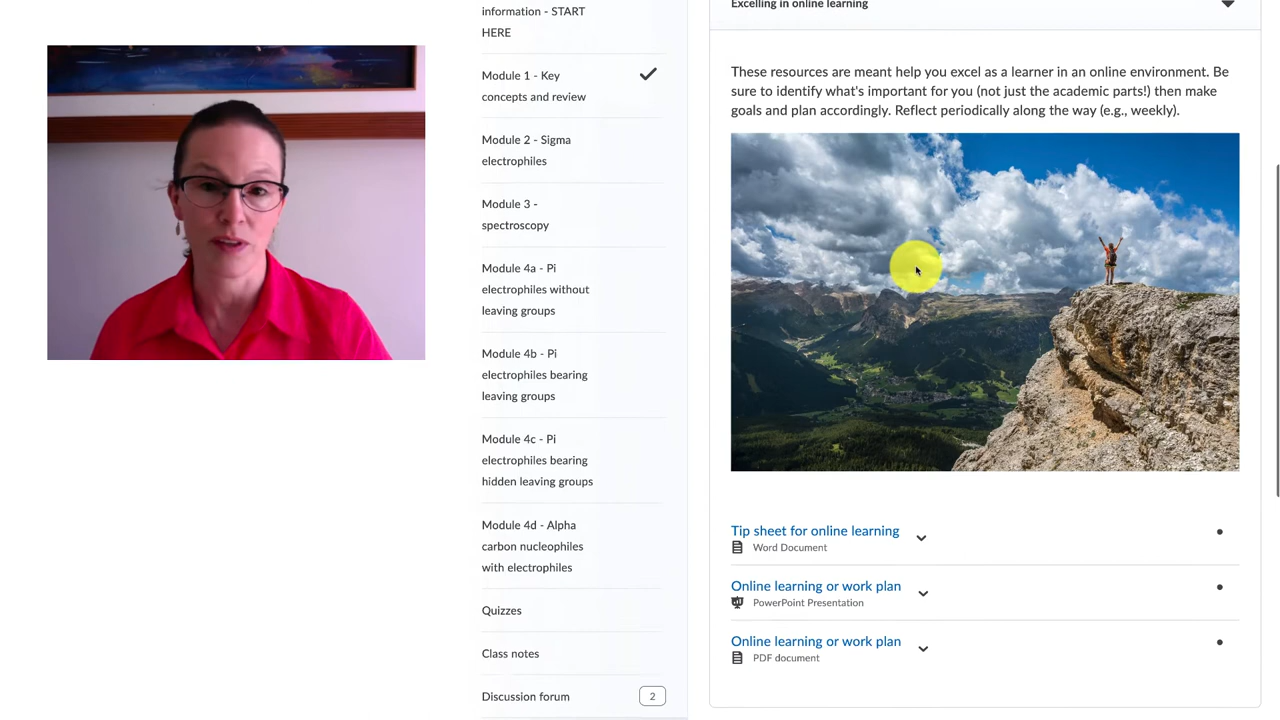 information - START
HERE
Module 1 - Key
concepts and review
Module 2 - Sigma
electrophiles
Module 3 -
spectroscopy
Module 4a - Pi
electrophiles without
leaving groups
Module 4b - Pi
electrophiles bearing
leaving groups
Module 4c - Pi
electrophiles bearing
hidden leaving groups
Module 4d - Alpha
carbon nucleophiles
with electrophiles
Quizzes
Class notes
Discussion forum 2
Excelling in online learning
These resources are meant help you excel as a learner in an online environment. Be
sure to identify what's important for you (not just the academic parts!) then make
goals and plan accordingly. Reflect periodically along the way (e.g., weekly).
Tip sheet for online learning
Word Document
Online learning or work plan
PowerPoint Presentation
Online learning or work plan
PDF document